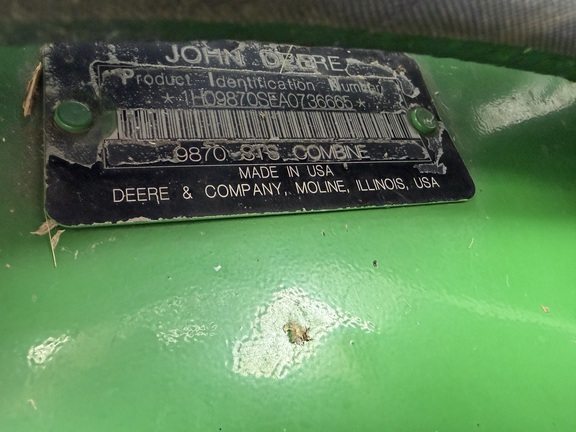 JOHN DEERE
Product Identification Number
*1H09870SEA0736665*
9870 STS COMBINE
MADE IN USA
DEERE & COMPANY, MOLINE, ILLINOIS, USA